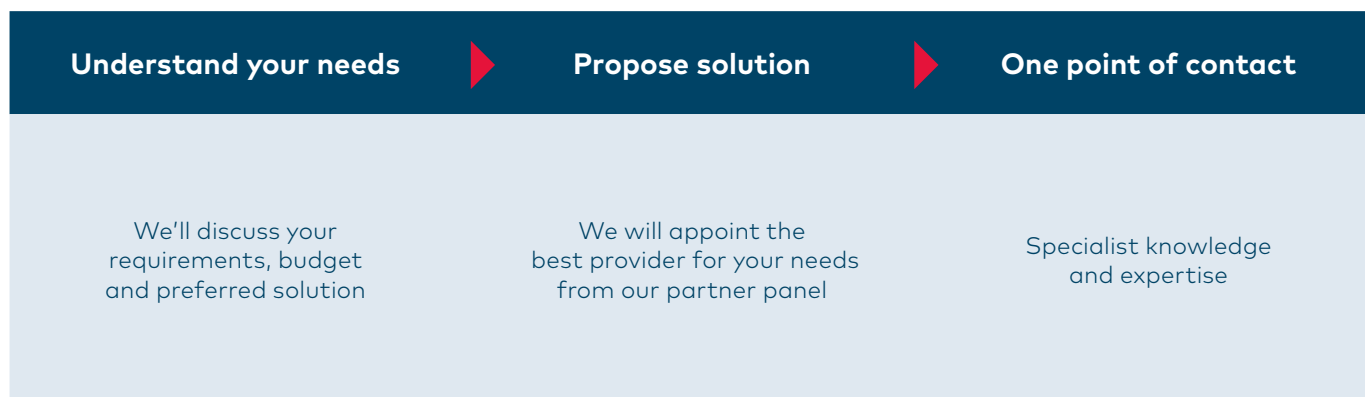 Understand your needs
Propose solution
One point of contact
We'll discuss your
requirements, budget
and preferred solution
We will appoint the
best provider for your needs
from our partner panel
Specialist knowledge
and expertise